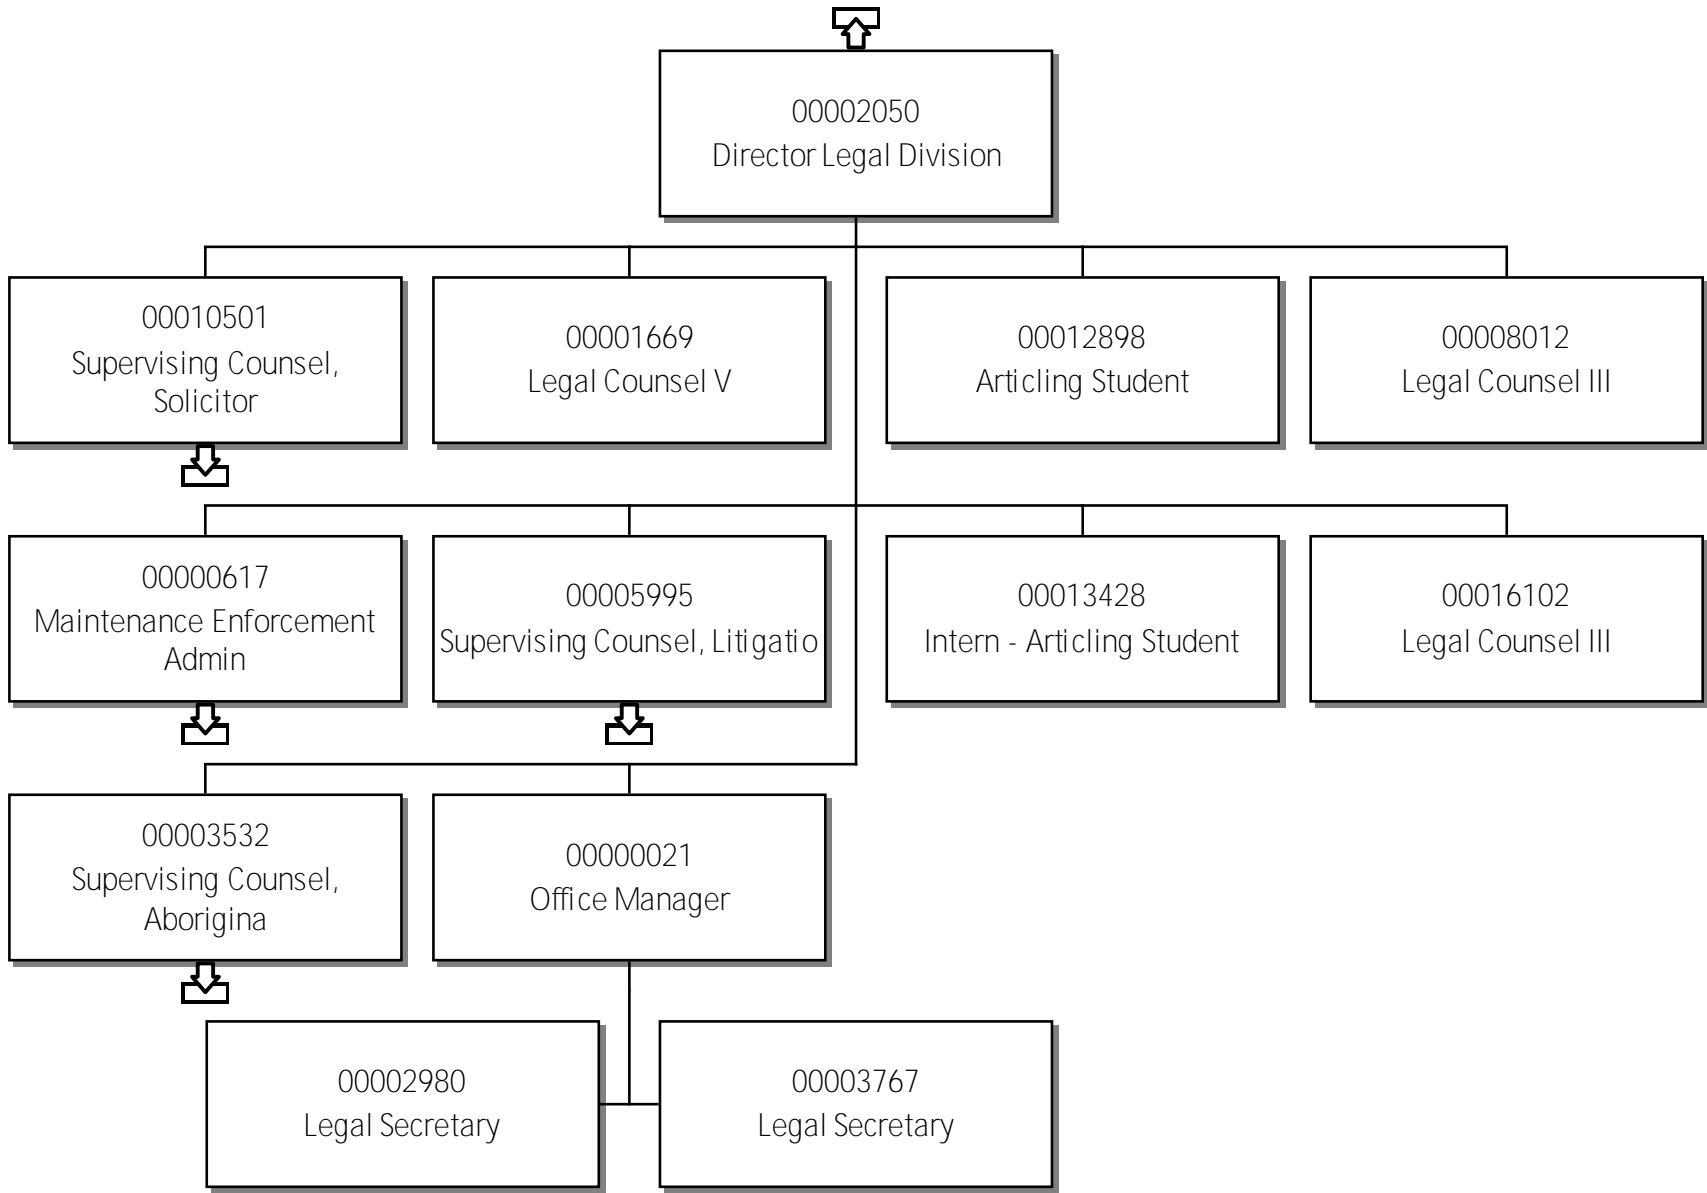 00002050
Director Legal Division
00010501
Supervising Counsel,
Solicitor
00001669
Legal Counsel V
00012898
Articling Student
00008012
Legal Counsel III
00000617
Maintenance Enforcement
Admin
00005995
Supervising Counsel, Litigatio
00013428
Intern - Articling Student
00016102
Legal Counsel III
00003532
Supervising Counsel,
Aborigina
00000021
Office Manager
00002980
Legal Secretary
00003767
Legal Secretary